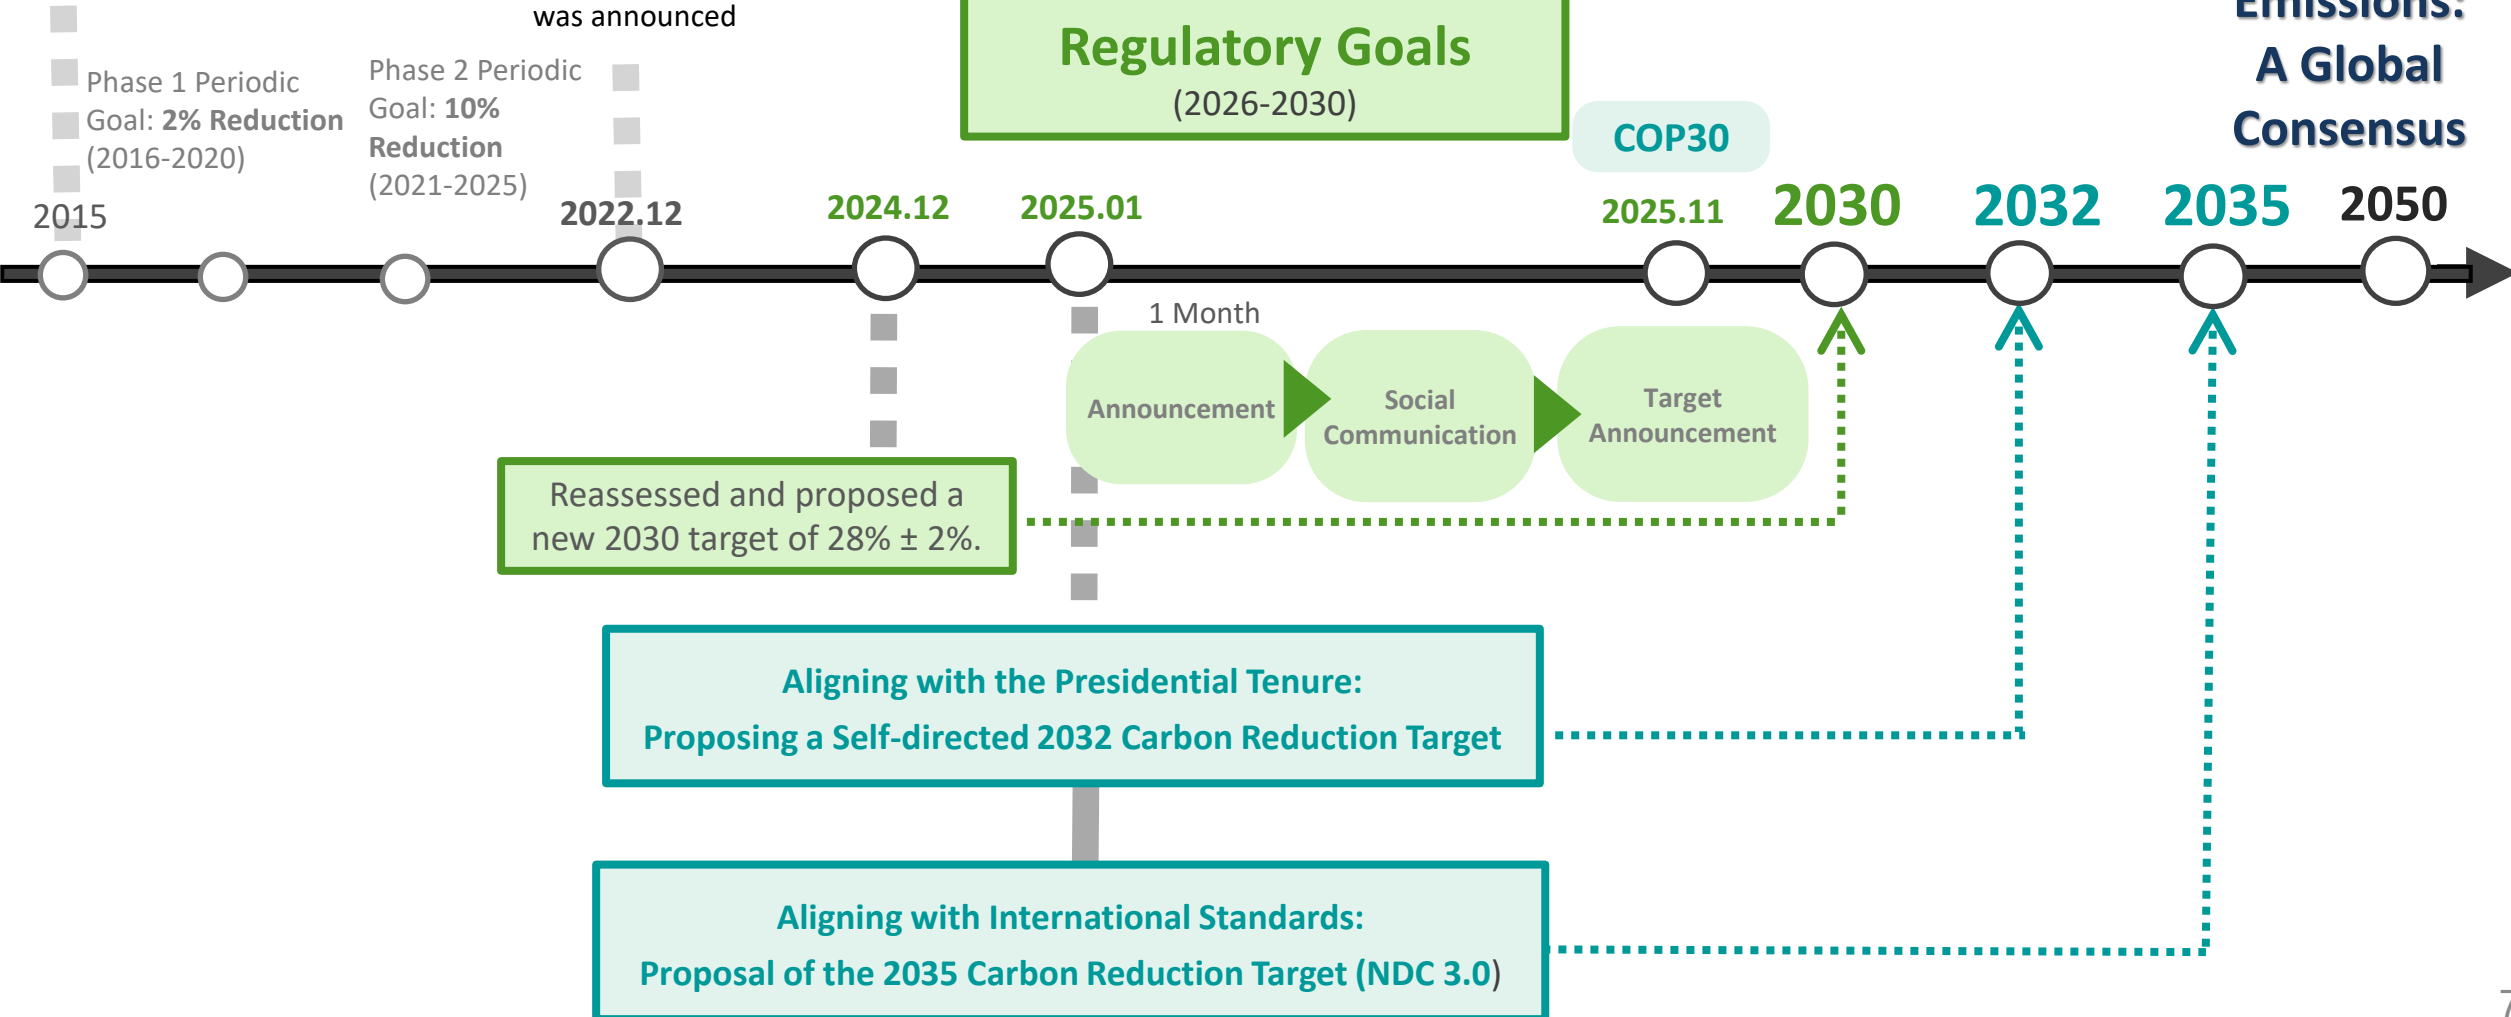 was announced
Regulatory Goals
(2026-2030)
Emissions:
A Global
Consensus
Phase 1 Periodic
Goal: 2% Reduction
(2016-2020)
Phase 2 Periodic
Goal: 10%
Reduction
(2021-2025)
COP30
2015
2022.12
2024.12
2025.01
2025.11
2030
2032
2035
2050
1 Month
Announcement
Social
Communication
Target
Announcement
Reassessed and proposed a
new 2030 target of 28% ± 2%.
Aligning with the Presidential Tenure:
Proposing a Self-directed 2032 Carbon Reduction Target
Aligning with International Standards:
Proposal of the 2035 Carbon Reduction Target (NDC 3.0)
7